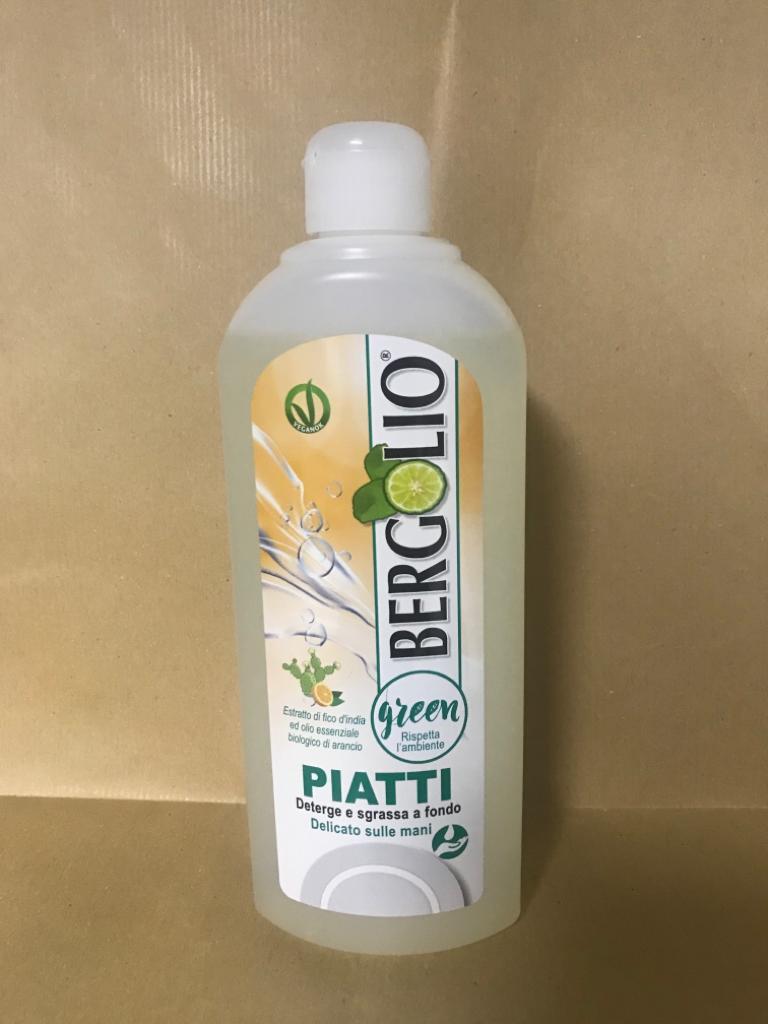 VEGANOK
BERGOLIO®
Estratto di fico d'india
ed olio essenziale
biologico di arancio
green
Rispetta
l'ambiente
PIATTI
Deterge e sgrassa a fondo
Delicato sulle mani